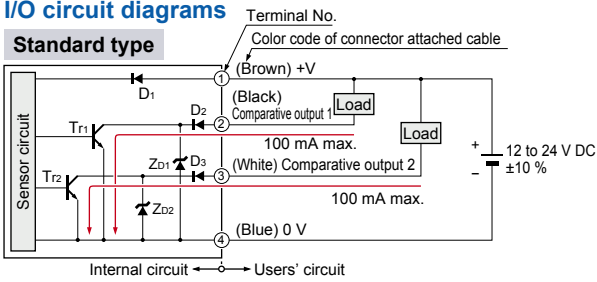 I/O circuit diagrams
Terminal No.
Standard type
Color code of connector attached cable
(Brown) +V
1
D1
(Black)
Comparative output 1
Load
D2
2
Tr1
100 mA max.
Load
Sensor circuit
ZD1
D3
(White) Comparative output 2
3
Tr2
+
12 to 24 V DC
±10 %
−
100 mA max.
ZD2
(Blue) 0 V
4
Internal circuit
Users' circuit